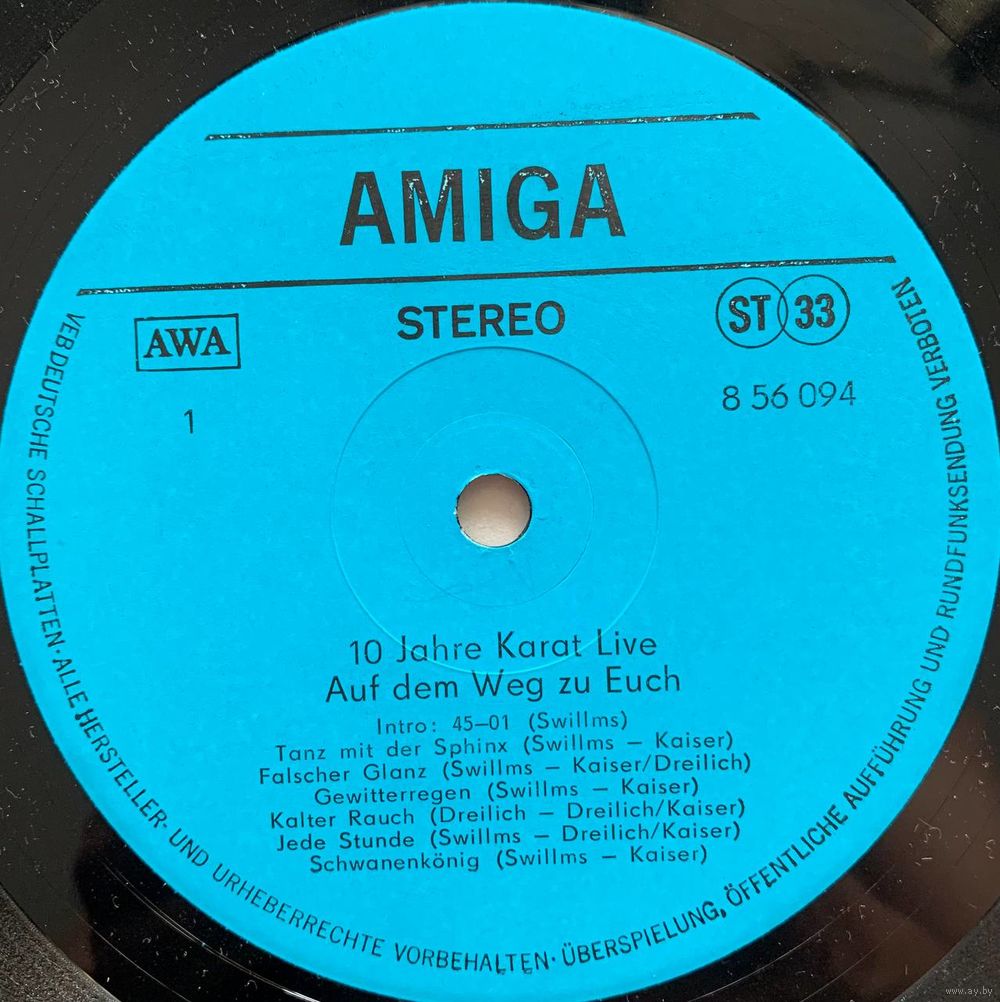 AMIGA
AWA
STEREO
ST 33
1
8 56 094
10 Jahre Karat Live
Auf dem Weg zu Euch
Intro: 45—01 (Swillms)
Tanz mit der Sphinx (Swillms — Kaiser)
Falscher Glanz (Swillms — Kaiser/Dreilich)
Gewitterregen (Swillms — Kaiser)
Kalter Rauch (Dreilich — Dreilich/Kaiser)
Jede Stunde (Swillms — Dreilich/Kaiser)
Schwanenkönig (Swillms — Kaiser)
VEB DEUTSCHE SCHALLPLATTEN · ALLE HERSTELLER- UND URHEBERRECHTE VORBEHALTEN · ÜBERSPIELUNG, ÖFFENTLICHE AUFFÜHRUNG UND RUNDFUNKSENDUNG VERBOTEN
www.ay.by